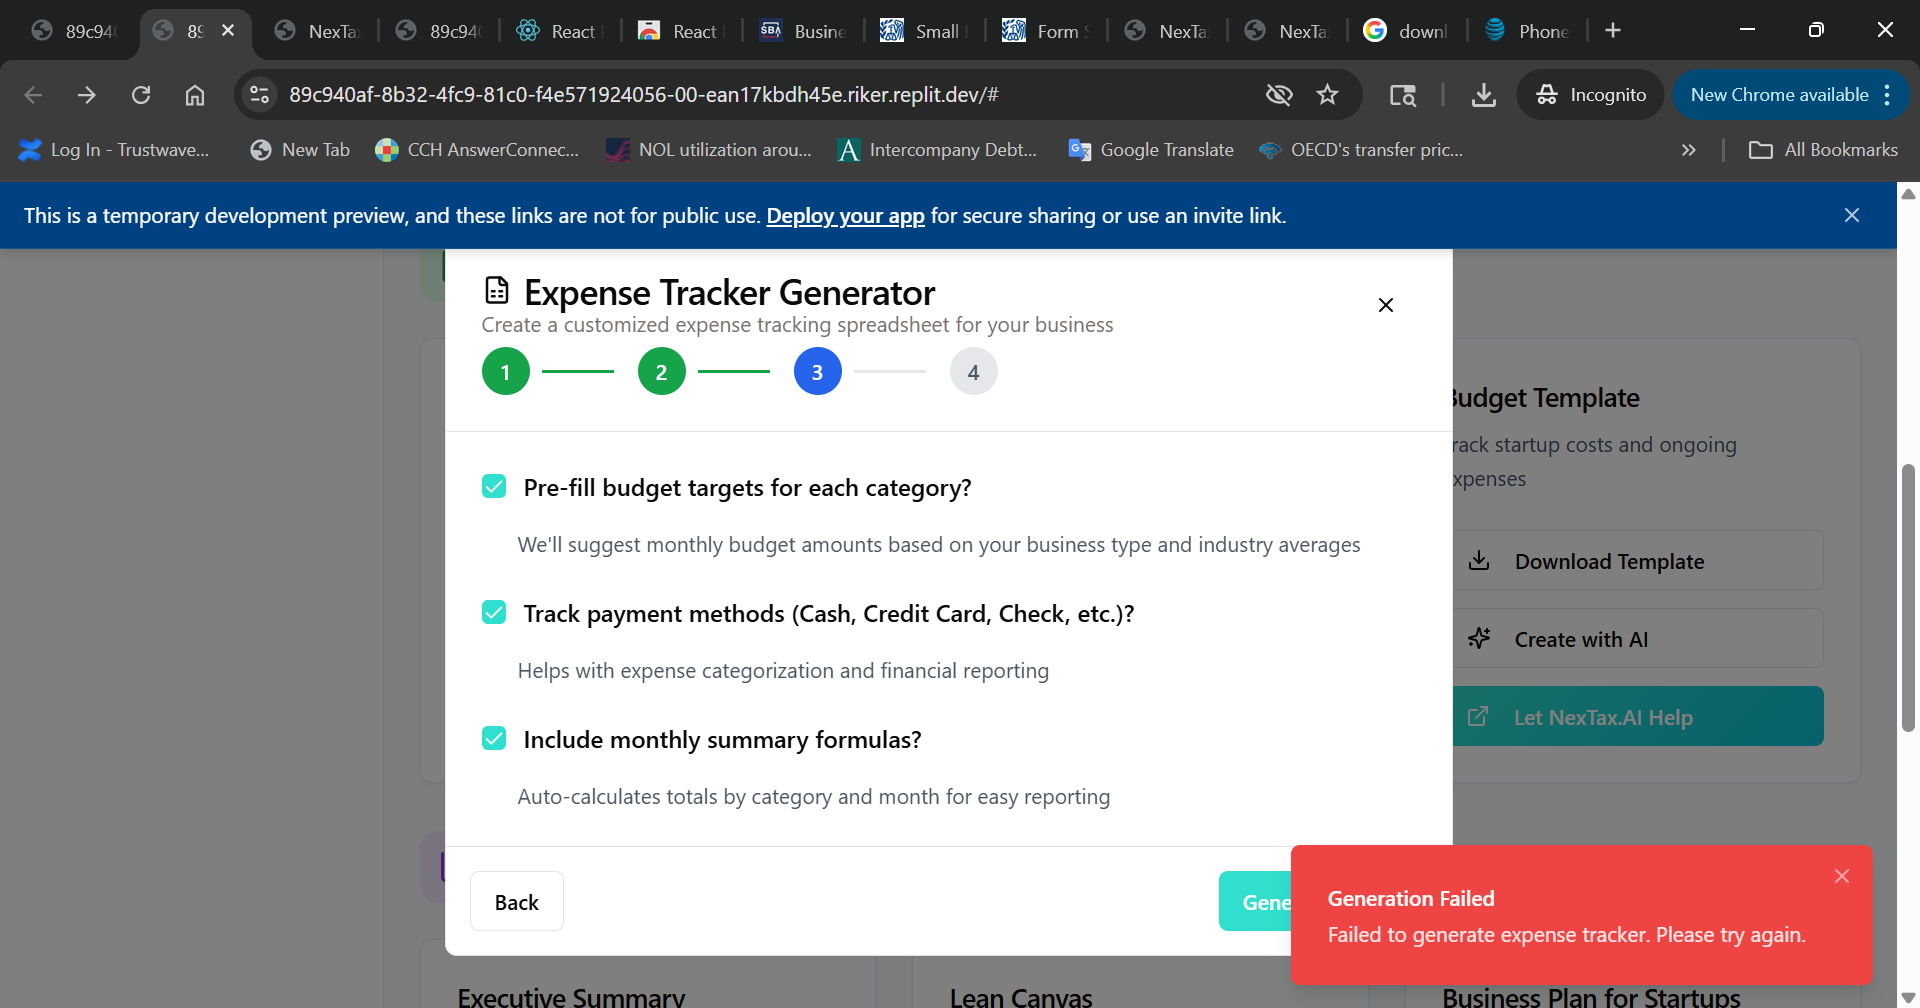 89c94
89
NexTa
89c94
React
React
Busine
Small
Form
NexTa
NexTa
downl
Phone
89c940af-8b32-4fc9-81c0-f4e571924056-00-ean17kbdh45e.riker.replit.dev/#
Incognito
New Chrome available
Log In - Trustwave...
New Tab
CCH AnswerConnec...
NOL utilization arou...
Intercompany Debt...
Google Translate
OECD's transfer pric...
All Bookmarks
This is a temporary development preview, and these links are not for public use. Deploy your app for secure sharing or use an invite link.
Expense Tracker Generator
Create a customized expense tracking spreadsheet for your business
1
2
3
4
Pre-fill budget targets for each category?
We'll suggest monthly budget amounts based on your business type and industry averages
Track payment methods (Cash, Credit Card, Check, etc.)?
Helps with expense categorization and financial reporting
Include monthly summary formulas?
Auto-calculates totals by category and month for easy reporting
Back
Gene
Budget Template
rack startup costs and ongoing
xpenses
Download Template
Create with AI
Let NexTax.AI Help
Generation Failed
Failed to generate expense tracker. Please try again.
Executive Summary
Lean Canvas
Business Plan for Startups